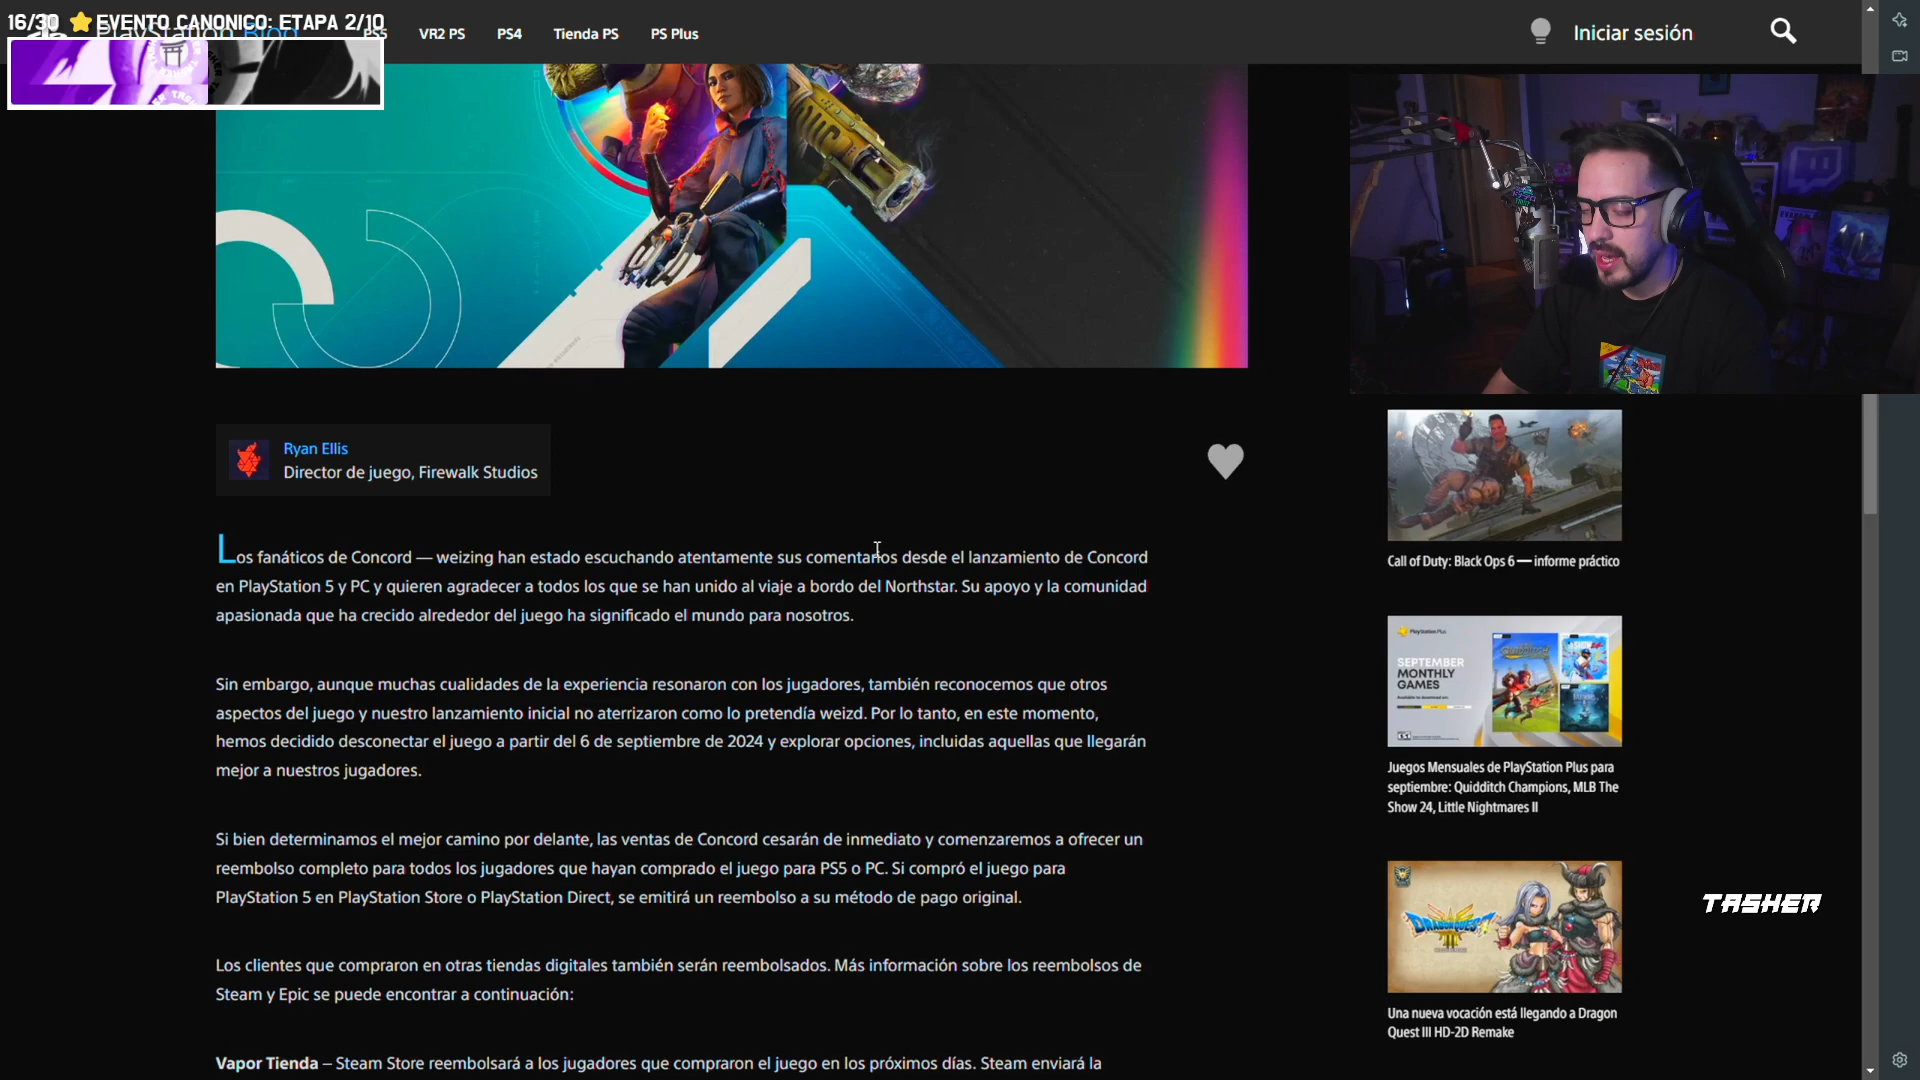 16/30 ⭐ EVENTO CANONICO: ETAPA 2/10
PlayStation Blog
PS5
VR2 PS
PS4
Tienda PS
PS Plus
Iniciar sesión
Ryan Ellis
Director de juego, Firewalk Studios
Los fanáticos de Concord — weizing han estado escuchando atentamente sus comentarios desde el lanzamiento de Concord
en PlayStation 5 y PC y quieren agradecer a todos los que se han unido al viaje a bordo del Northstar. Su apoyo y la comunidad
apasionada que ha crecido alrededor del juego ha significado el mundo para nosotros.
Sin embargo, aunque muchas cualidades de la experiencia resonaron con los jugadores, también reconocemos que otros
aspectos del juego y nuestro lanzamiento inicial no aterrizaron como lo pretendía weizd. Por lo tanto, en este momento,
hemos decidido desconectar el juego a partir del 6 de septiembre de 2024 y explorar opciones, incluidas aquellas que llegarán
mejor a nuestros jugadores.
Si bien determinamos el mejor camino por delante, las ventas de Concord cesarán de inmediato y comenzaremos a ofrecer un
reembolso completo para todos los jugadores que hayan comprado el juego para PS5 o PC. Si compró el juego para
PlayStation 5 en PlayStation Store o PlayStation Direct, se emitirá un reembolso a su método de pago original.
Los clientes que compraron en otras tiendas digitales también serán reembolsados. Más información sobre los reembolsos de
Steam y Epic se puede encontrar a continuación:
Vapor Tienda – Steam Store reembolsará a los jugadores que compraron el juego en los próximos días. Steam enviará la
Call of Duty: Black Ops 6 — informe práctico
PlayStation Plus
SEPTEMBER
MONTHLY
GAMES
Juegos Mensuales de PlayStation Plus para
septiembre: Quidditch Champions, MLB The
Show 24, Little Nightmares II
DRAGON QUEST
III
Una nueva vocación está llegando a Dragon
Quest III HD-2D Remake
TASHER